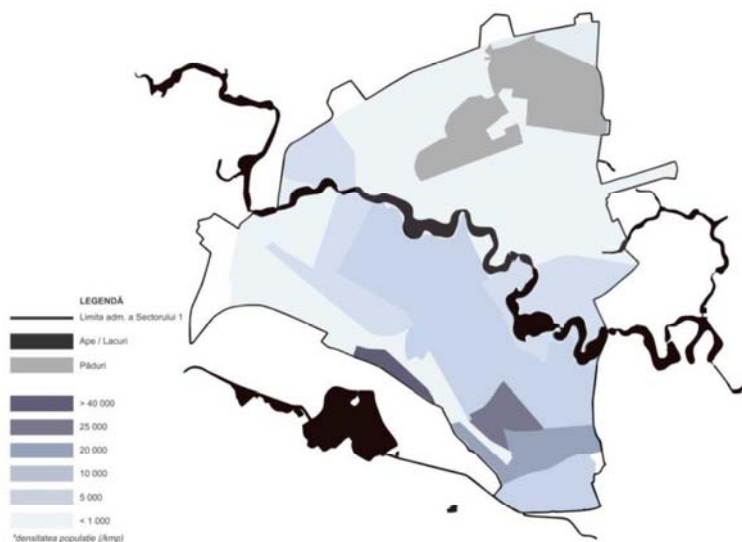 LEGENDĂ
Limita adm. a Sectorului 1
Ape / Lacuri
Păduri
> 40 000
25 000
20 000
10 000
5 000
< 1 000
*densitatea populație (l/kmp)